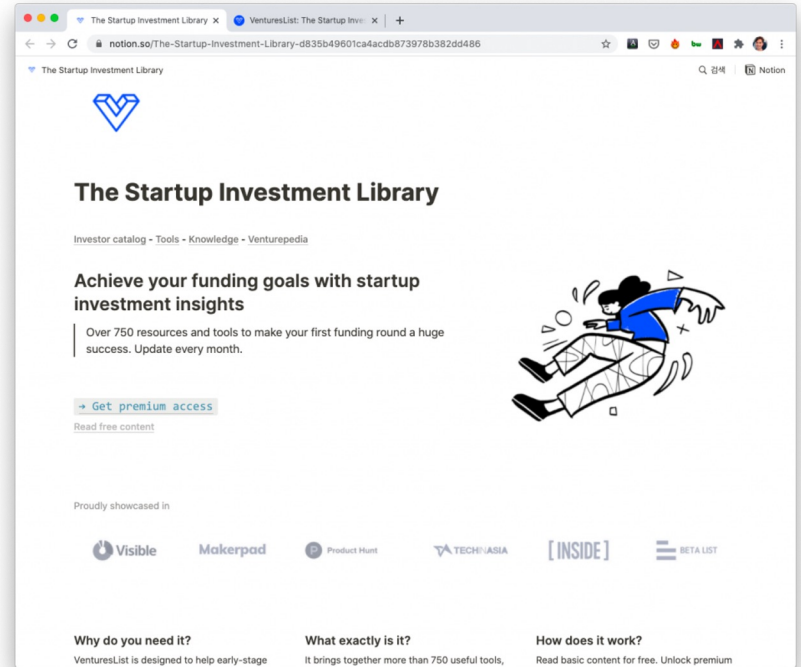 The Startup Investment Library
VenturesList: The Startup Inve
notion.so/The-Startup-Investment-Library-d835b49601ca4acdb873978b382dd486
The Startup Investment Library
검색
Notion
The Startup Investment Library
Investor catalog - Tools - Knowledge - Venturepedia
Achieve your funding goals with startup
investment insights
Over 750 resources and tools to make your first funding round a huge
success. Update every month.
→ Get premium access
Read free content
Proudly showcased in
Visible
Makerpad
Product Hunt
TECHINASIA
[INSIDE]
BETA LIST
Why do you need it?
VenturesList is designed to help early-stage
What exactly is it?
It brings together more than 750 useful tools,
How does it work?
Read basic content for free. Unlock premium